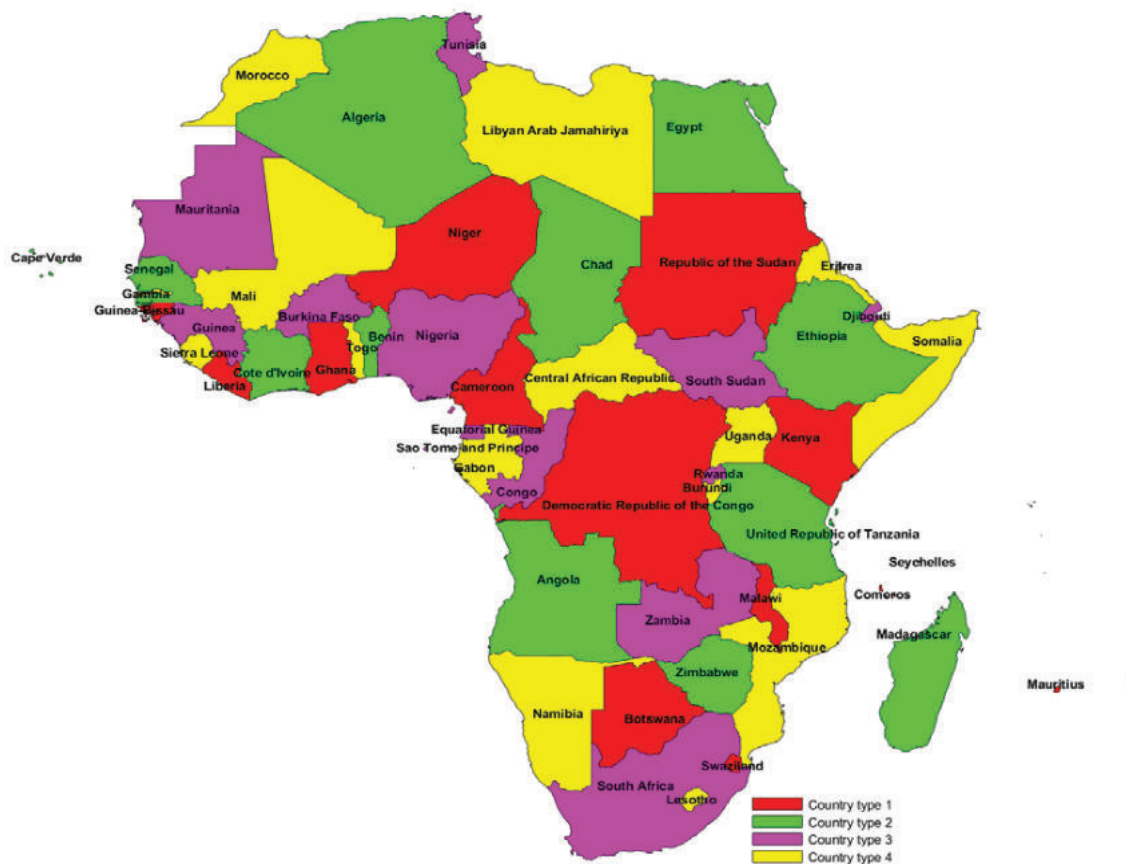 Tunisia
Morocco
Algeria
Libyan Arab Jamahiriya
Egypt
Mauritania
Niger
Cape Verde
Chad
Republic of the Sudan
Eritrea
Senegal
Gambia
Mali
Guinea-Bissau
Burkina Faso
Djibouti
Guinea
Nigeria
Benin
Ethiopia
Somalia
Togo
Sierra Leone
Cote d'Ivoire
Ghana
Liberia
Cameroon
Central African Republic
South Sudan
Equatorial Guinea
Uganda
Kenya
Sao Tome and Principe
Gabon
Rwanda
Burundi
Congo
Democratic Republic of the Congo
United Republic of Tanzania
Seychelles
Angola
Malawi
Comoros
Zambia
Madagascar
Mozambique
Zimbabwe
Mauritius
Namibia
Botswana
Swaziland
South Africa
Lesotho
Country type 1
Country type 2
Country type 3
Country type 4